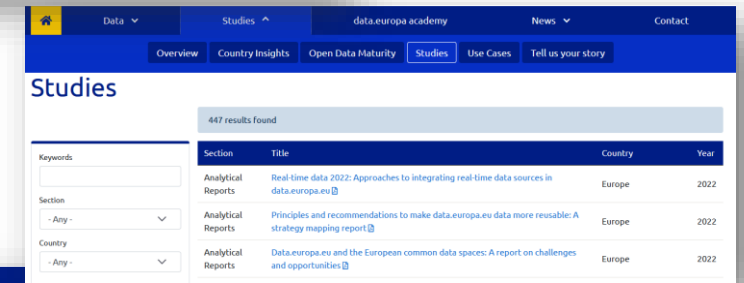 Data Studies data.europa academy News Contact
Overview Country Insights Open Data Maturity Studies Use Cases Tell us your story
Studies
447 results found
Keywords
Section
- Any -
Country
- Any -
Section Title Country Year
Analytical Reports Real-time data 2022: Approaches to integrating real-time data sources in Europe 2022
data.europa.eu
Analytical Reports Principles and recommendations to make data.europa.eu data more reusable: A Europe 2022
strategy mapping report
Analytical Reports Data.europa.eu and the European common data spaces: A report on challenges Europe 2022
and opportunities